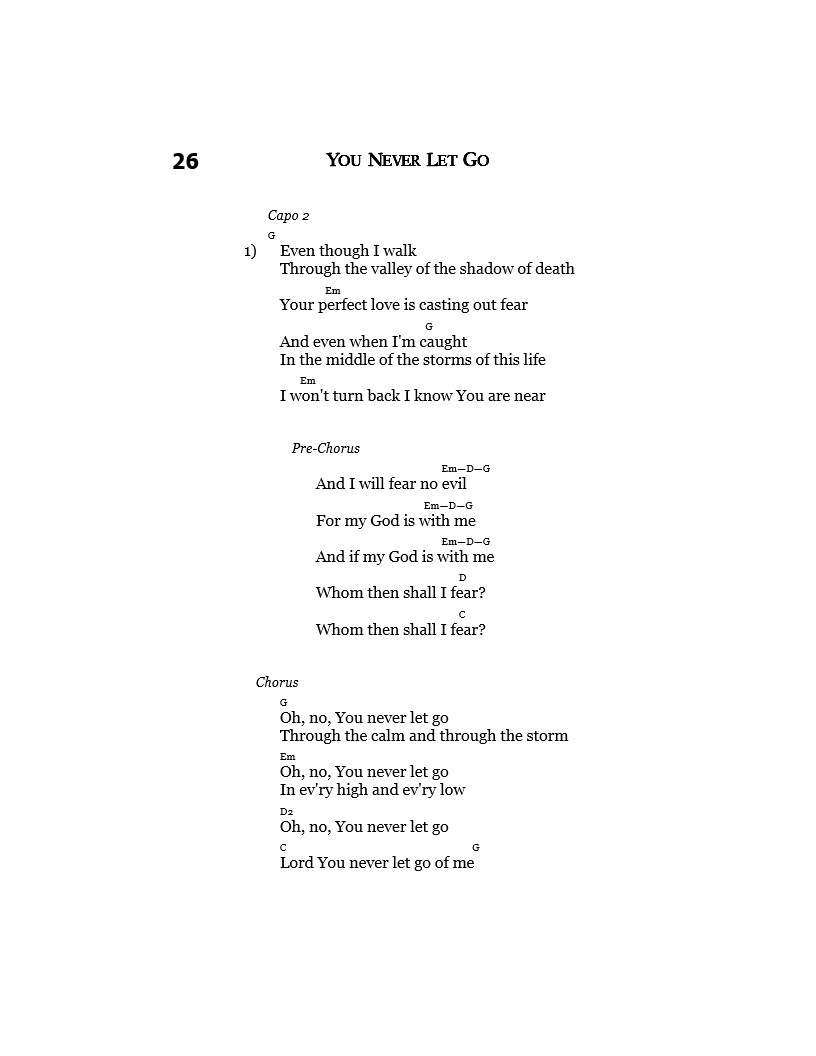 26 YOU NEVER LET GO
Capo 2
G
1) Even though I walk
Through the valley of the shadow of death
Em
Your perfect love is casting out fear
G
And even when I'm caught
In the middle of the storms of this life
Em
I won't turn back I know You are near
Pre-Chorus
Em—D—G
And I will fear no evil
Em—D—G
For my God is with me
Em—D—G
And if my God is with me
D
Whom then shall I fear?
C
Whom then shall I fear?
Chorus
G
Oh, no, You never let go
Through the calm and through the storm
Em
Oh, no, You never let go
In ev'ry high and ev'ry low
D2
Oh, no, You never let go
C G
Lord You never let go of me